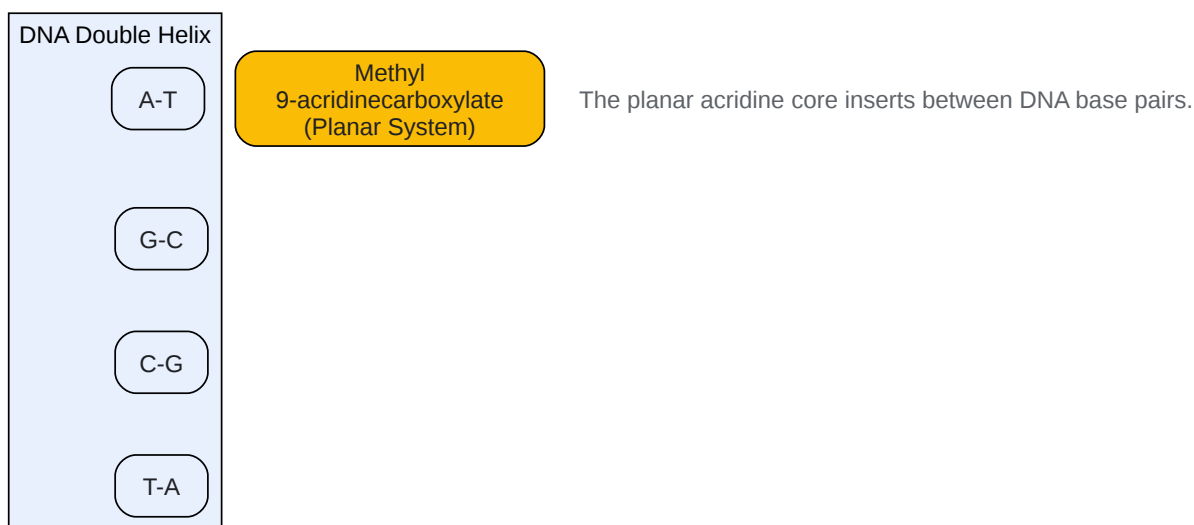 DNA Double Helix
A-T
Methyl
9-acridinecarboxylate
(Planar System)
The planar acridine core inserts between DNA base pairs.
G-C
C-G
T-A